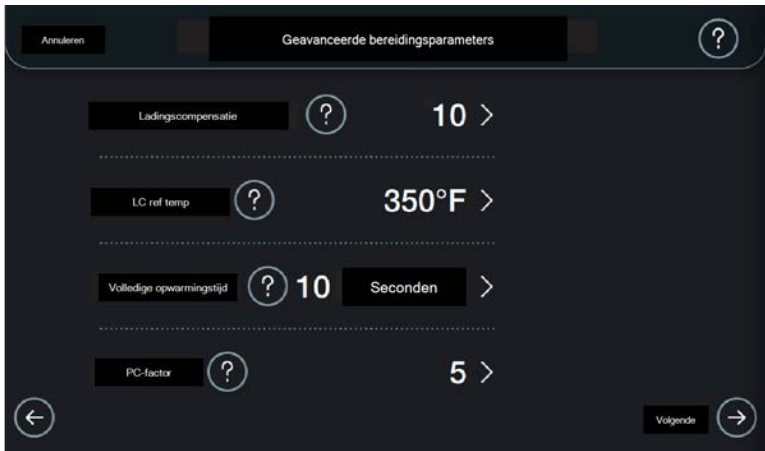 Annuleren Geavanceerde bereidingsparameters ?
Ladingscompensatie ? 10 >
LC ref temp ? 350°F >
Volledige opwarmingstijd ? 10 Seconden >
PC-factor ? 5 >
← Volgende →